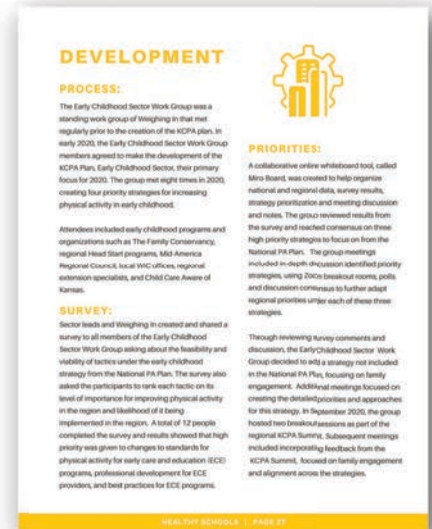 DEVELOPMENT
PROCESS:
The Early Childhood Sector Work Group was a
standing work group of Weighing In that met
regularly prior to the creation of the KCPA plan. In
early 2020, the Early Childhood Sector Work Group
members agreed to make the development of the
KCPA Plan, Early Childhood Sector, their primary
focus for 2020. The group met eight times in 2020,
creating four priority strategies for increasing
physical activity in early childhood.
Attendees included early childhood programs and
organizations such as The Family Conservancy,
regional Head Start programs, Mid-America
Regional Council, local WIC offices, regional
extension specialists, and Child Care Aware of
Kansas.
SURVEY:
Sector leads and Weighing In created and shared a
survey to all members of the Early Childhood
Sector Work Group asking about the feasibility and
viability of tactics under the early childhood
strategy from the National PA Plan. The survey also
asked the participants to rank each tactic on its
level of importance for improving physical activity
in the region and likelihood of it being
implemented in the region. A total of 12 people
completed the survey and results showed that high
priority was given to changes to standards for
physical activity for early care and education (ECE)
programs, professional development for ECE
providers, and best practices for ECE programs.
PRIORITIES:
A collaborative online whiteboard tool, called
Miro Board, was created to help organize
national and regional data, survey results,
strategy prioritization and meeting discussion
and notes. The group reviewed results from
the survey and reached consensus on three
high priority strategies to focus on from the
National PA Plan. The group meetings
included in-depth discussion identified priority
strategies, using Zoom breakout rooms, polls
and discussion consensus to further adapt
regional priorities under each of these three
strategies.
Through reviewing survey comments and
discussion, the Early Childhood Sector Work
Group decided to add a strategy not included
in the National PA Plan, focusing on family
engagement. Additional meetings focused on
creating the detailed priorities and approaches
for this strategy. In September 2020, the group
hosted two breakout sessions as part of the
regional KCPA Summit. Subsequent meetings
included incorporating feedback from the
KCPA Summit, focused on family engagement
and alignment across the strategies.
HEALTHY SCHOOLS | PAGE 27